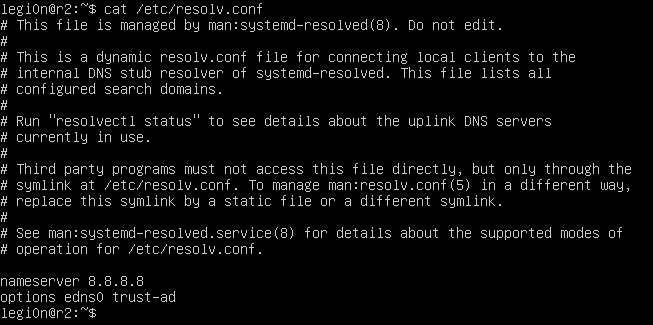 legi0n@r2:~$ cat /etc/resolv.conf
# This file is managed by man:systemd-resolved(8). Do not edit.
#
# This is a dynamic resolv.conf file for connecting local clients to the
# internal DNS stub resolver of systemd-resolved. This file lists all
# configured search domains.
#
# Run "resolvectl status" to see details about the uplink DNS servers
# currently in use.
#
# Third party programs must not access this file directly, but only through the
# symlink at /etc/resolv.conf. To manage man:resolv.conf(5) in a different way,
# replace this symlink by a static file or a different symlink.
#
# See man:systemd-resolved.service(8) for details about the supported modes of
# operation for /etc/resolv.conf.
nameserver 8.8.8.8
options edns0 trust-ad
legi0n@r2:~$